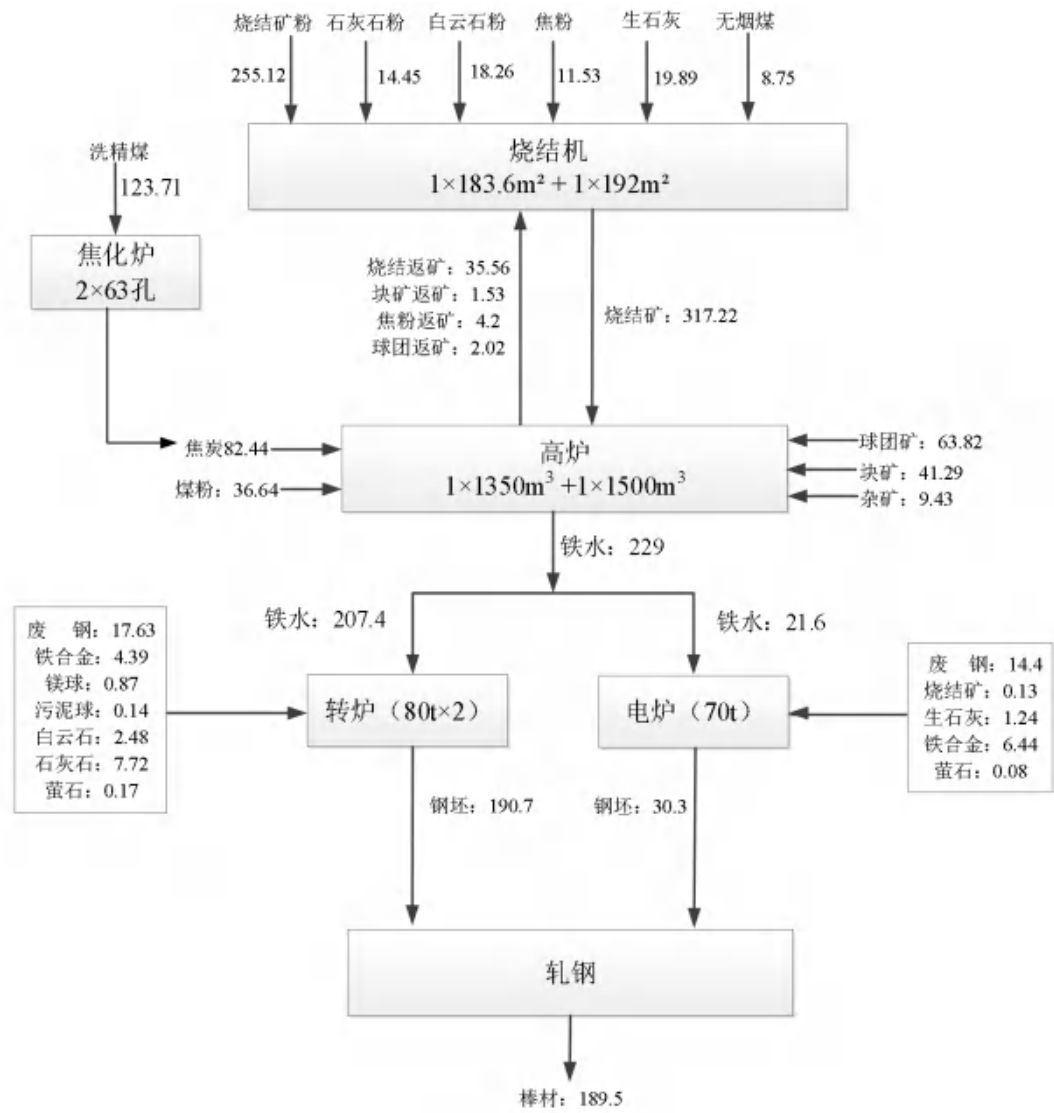 烧结矿粉 石灰石粉 白云石粉 焦粉 生石灰 无烟煤
255.12 14.45 18.26 11.53 19.89 8.75
烧结机
1×183.6m² + 1×192m²
洗精煤
123.71
焦化炉
2×63孔
烧结返矿：35.56
块矿返矿：1.53
焦粉返矿：4.2
球团返矿：2.02
烧结矿：317.22
焦炭82.44
煤粉：36.64
高炉
1×1350m³ +1×1500m³
球团矿：63.82
块矿：41.29
杂矿：9.43
铁水：229
铁水：207.4
铁水：21.6
废 钢：17.63
铁合金：4.39
镁球：0.87
污泥球：0.14
白云石：2.48
石灰石：7.72
萤石：0.17
转炉（80t×2）
电炉（70t）
废 钢：14.4
烧结矿：0.13
生石灰：1.24
铁合金：6.44
萤石：0.08
钢坯：190.7
钢坯：30.3
轧钢
棒材：189.5